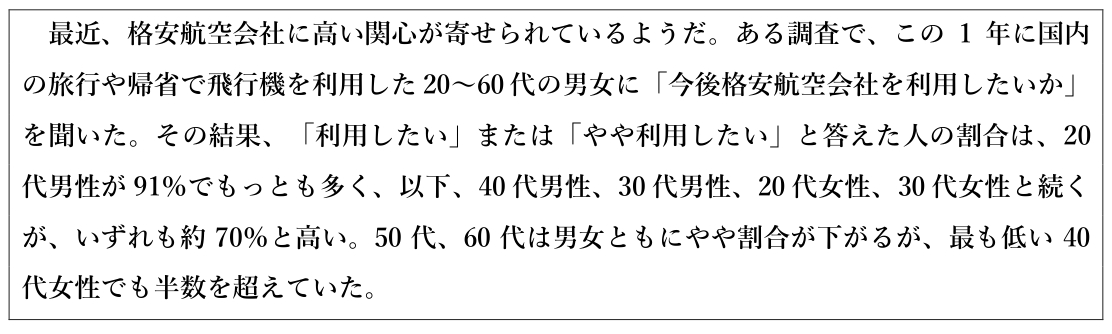 最近、格安航空会社に高い関心が寄せられているようだ。ある調査で、この 1 年に国内
の旅行や帰省で飛行機を利用した 20～60 代の男女に「今後格安航空会社を利用したいか」
を聞いた。その結果、「利用したい」または「やや利用したい」と答えた人の割合は、20
代男性が 91%でもっとも多く、以下、40 代男性、30 代男性、20 代女性、30 代女性と続く
が、いずれも約 70%と高い。50 代、60 代は男女ともにやや割合が下がるが、最も低い 40
代女性でも半数を超えていた。